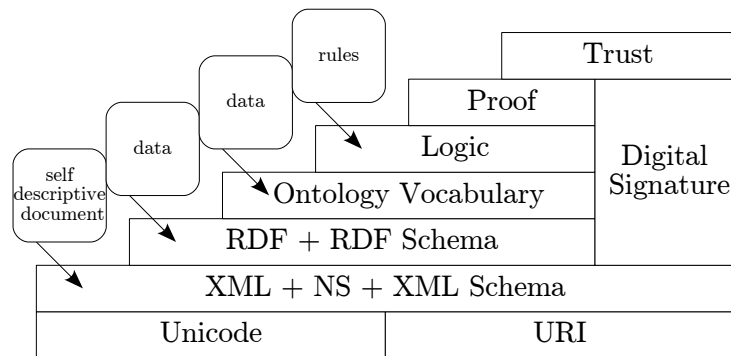 Trust
rules
Proof
data
Logic
data
Digital
Signature
self
descriptive
document
Ontology Vocabulary
RDF + RDF Schema
XML + NS + XML Schema
Unicode
URI